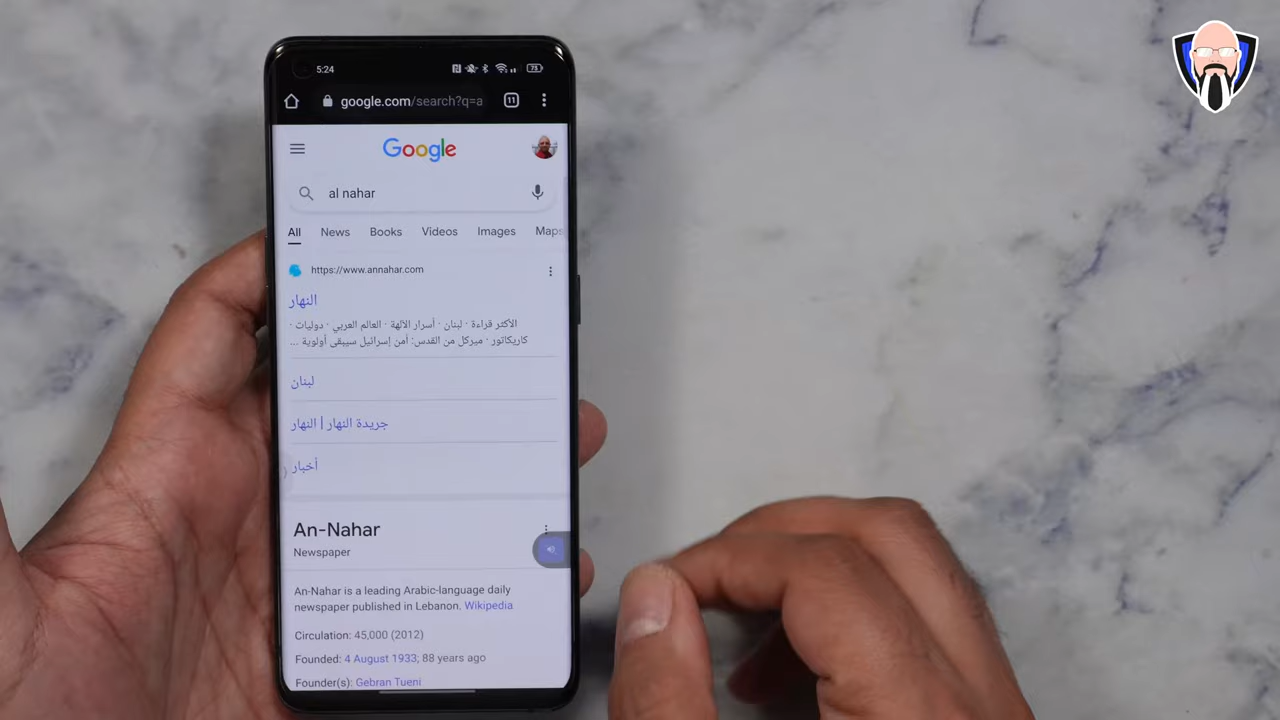 5:24
73
google.com/search?q=a
11
Google
al nahar
All News Books Videos Images Maps
https://www.annahar.com
النهار
الأكثر قراءة · لبنان · أسرار الآلهة · العالم العربي · دوليات ·
كاريكاتور · ميركل من القدس: أمن إسرائيل سيبقى أولوية ...
لبنان
جريدة النهار | النهار
أخبار
An-Nahar
Newspaper
An-Nahar is a leading Arabic-language daily
newspaper published in Lebanon. Wikipedia
Circulation: 45,000 (2012)
Founded: 4 August 1933; 88 years ago
Founder(s): Gebran Tueni